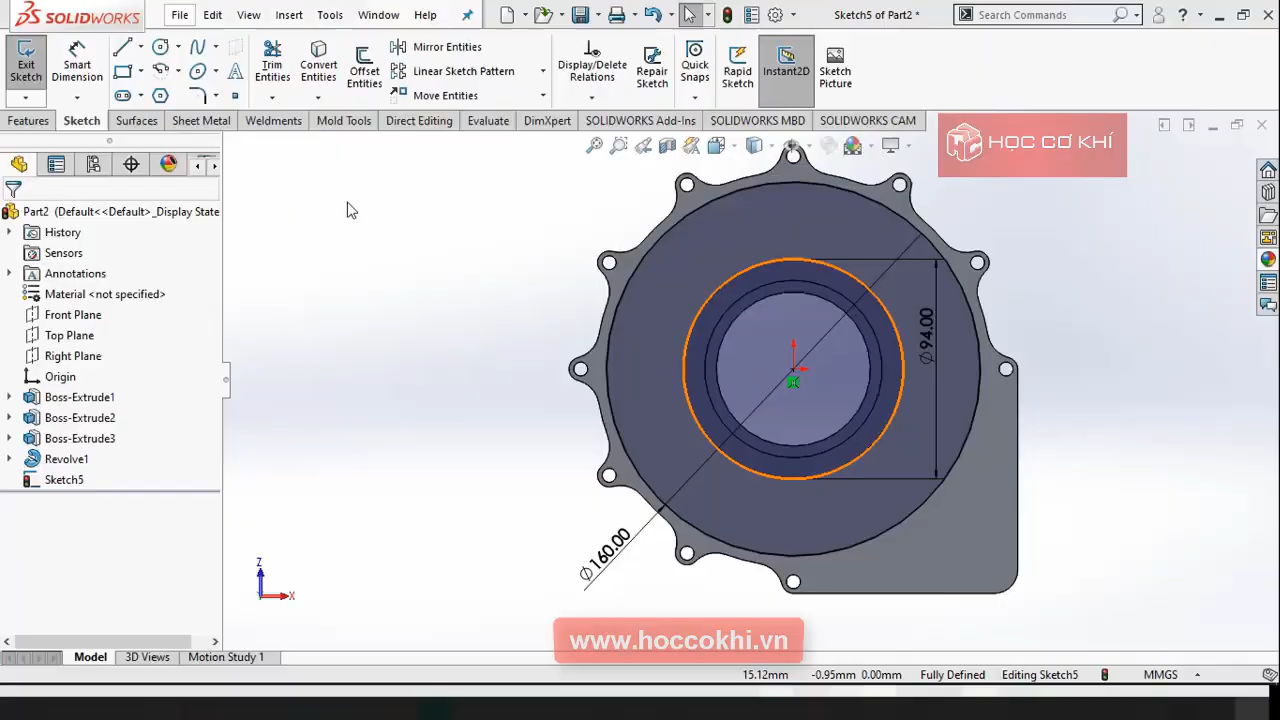 SOLIDWORKS
File Edit View Insert Tools Window Help
Sketch5 of Part2 *
Search Commands
?
Exit Sketch
Smart Dimension
Trim Entities
Convert Entities
Offset Entities
Mirror Entities
Linear Sketch Pattern
Move Entities
Display/Delete Relations
Repair Sketch
Quick Snaps
Rapid Sketch
Instant2D
Sketch Picture
Features Sketch Surfaces Sheet Metal Weldments Mold Tools Direct Editing Evaluate DimXpert SOLIDWORKS Add-Ins SOLIDWORKS MBD SOLIDWORKS CAM
HỌC CƠ KHÍ
Part2 (Default<<Default>_Display State
History
Sensors
Annotations
Material <not specified>
Front Plane
Top Plane
Right Plane
Origin
Boss-Extrude1
Boss-Extrude2
Boss-Extrude3
Revolve1
Sketch5
Ø94.00
Ø160.00
Z
X
www.hoccokhi.vn
Model 3D Views Motion Study 1
15.12mm -0.95mm 0.00mm Fully Defined Editing Sketch5 MMGS